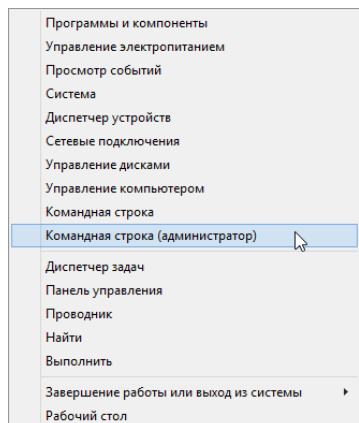 Программы и компоненты
Управление электропитанием
Просмотр событий
Система
Диспетчер устройств
Сетевые подключения
Управление дисками
Управление компьютером
Командная строка
Командная строка (администратор)
Диспетчер задач
Панель управления
Проводник
Найти
Выполнить
Завершение работы или выход из системы
Рабочий стол